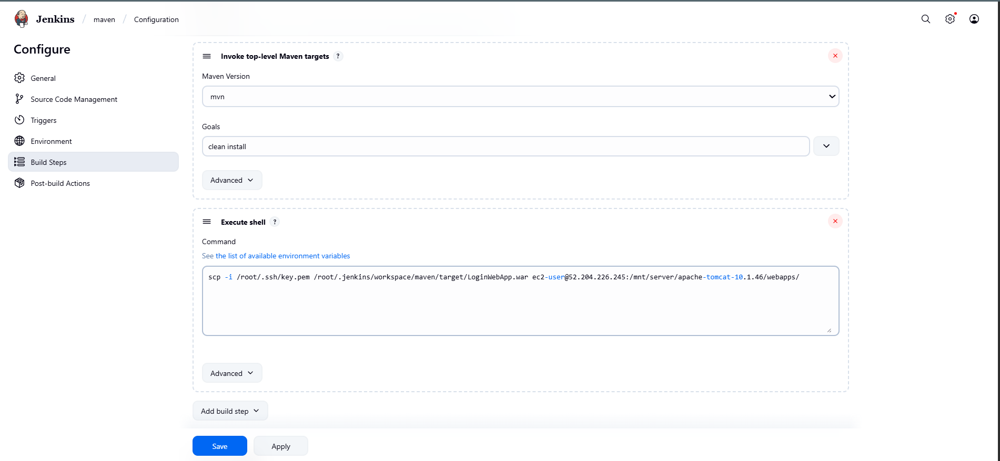 Jenkins / maven / Configuration
Configure
General
Source Code Management
Triggers
Environment
Build Steps
Post-build Actions
Invoke top-level Maven targets ?
Maven Version
mvn
Goals
clean install
Advanced
Execute shell ?
Command
See the list of available environment variables
scp -i /root/.ssh/key.pem /root/.jenkins/workspace/maven/target/LoginWebApp.war ec2-user@52.204.226.245:/mnt/server/apache-tomcat-10.1.46/webapps/
Advanced
Add build step
Save
Apply